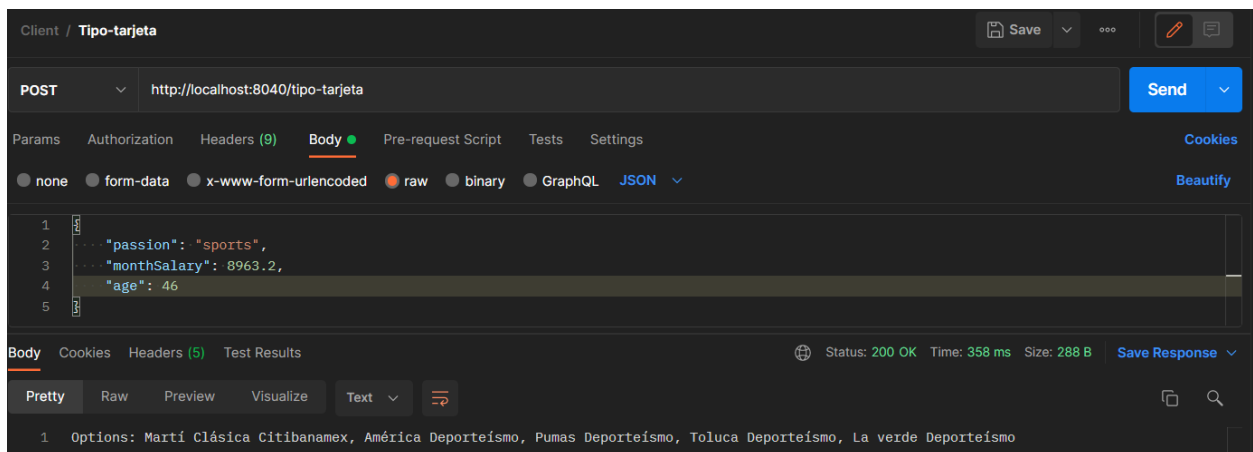 Client / Tipo-tarjeta Save ooo
POST http://localhost:8040/tipo-tarjeta Send
Params Authorization Headers (9) Body Pre-request Script Tests Settings Cookies
none form-data x-www-form-urlencoded raw binary GraphQL JSON Beautify
1 {
2 "passion": "sports",
3 "monthSalary": 8963.2,
4 "age": 46
5 }
Body Cookies Headers (5) Test Results Status: 200 OK Time: 358 ms Size: 288 B Save Response
Pretty Raw Preview Visualize Text
1 Options: Martí Clásica Citibanamex, América Deporteísmo, Pumas Deporteísmo, Toluca Deporteísmo, La verde Deporteísmo